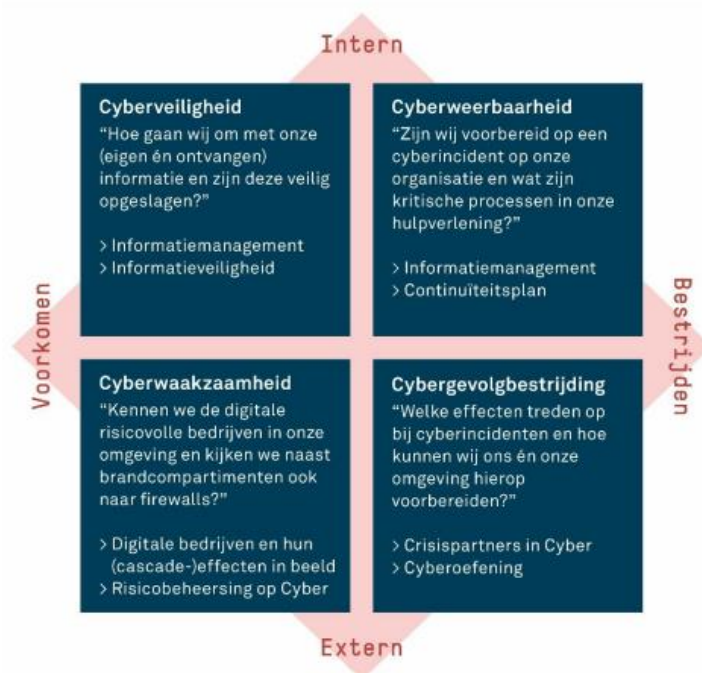 Intern
Cyberveiligheid
“Hoe gaan wij om met onze
(eigen én ontvangen)
informatie en zijn deze veilig
opgeslagen?”
> Informatiemanagement
> Informatieveiligheid
Cyberweerbaarheid
“Zijn wij voorbereid op een
cyberincident op onze
organisatie en wat zijn
kritische processen in onze
hulpverlening?”
> Informatiemanagement
> Continuïteitsplan
Voorkomen
Bestrijden
Cyberwaakzaamheid
“Kennen we de digitale
risicovolle bedrijven in onze
omgeving en kijken we naast
brandcompartimenten ook
naar firewalls?”
> Digitale bedrijven en hun
(cascade-)effecten in beeld
> Risicobeheersing op Cyber
Cybergevolgbestrijding
“Welke effecten treden op
bij cyberincidenten en hoe
kunnen wij ons én onze
omgeving hierop
voorbereiden?”
> Crisispartners in Cyber
> Cyberoefening
Extern